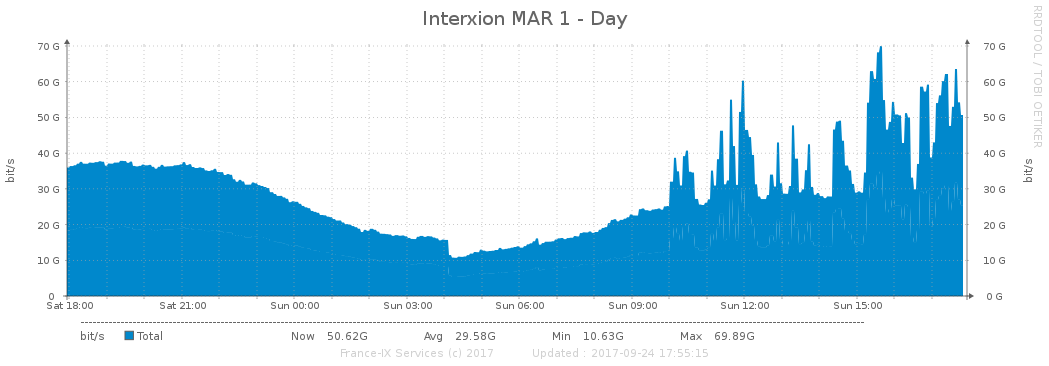 Interxion MAR 1 - Day
RRDTOOL / TOBI OETIKER
bit/s
bit/s
70 G 70 G
60 G 60 G
50 G 50 G
40 G 40 G
30 G 30 G
20 G 20 G
10 G 10 G
0 0 G
Sat 18:00 Sat 21:00 Sun 00:00 Sun 03:00 Sun 06:00 Sun 09:00 Sun 12:00 Sun 15:00
bit/s Total Now 50.62G Avg 29.58G Min 10.63G Max 69.89G
France-IX Services (c) 2017 Updated : 2017-09-24 17:55:15